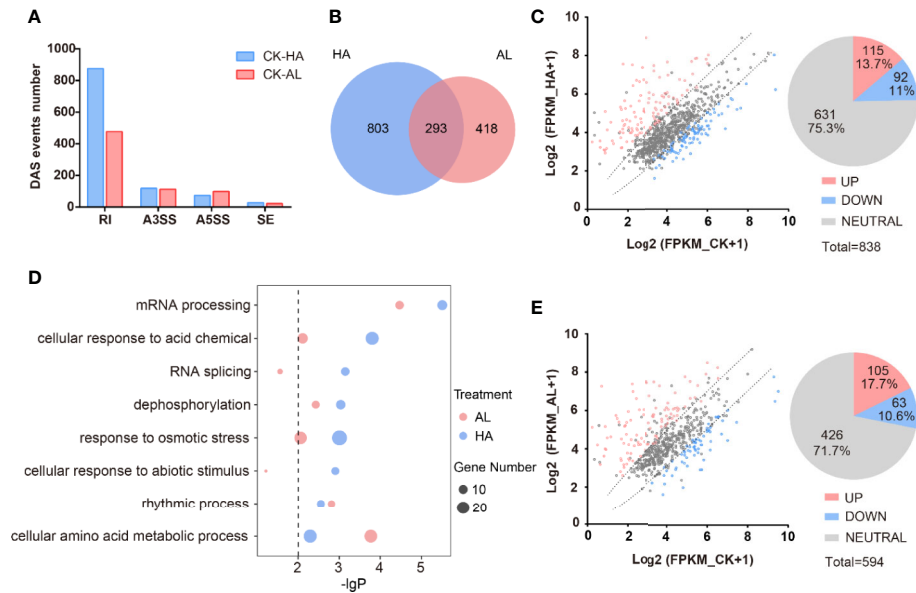 A
DAS events number
1000
800
600
400
200
0
RI
A3SS
A5SS
SE
CK-HA
CK-AL
B
HA
AL
803
293
418
C
Log2 (FPKM_HA+1)
10
8
6
4
2
0
0
2
4
6
8
10
Log2 (FPKM_CK+1)
115
13.7%
92
11%
631
75.3%
UP
DOWN
NEUTRAL
Total=838
D
mRNA processing
cellular response to acid chemical
RNA splicing
dephosphorylation
response to osmotic stress
cellular response to abiotic stimulus
rhythmic process
cellular amino acid metabolic process
2
3
4
5
-lgP
Treatment
AL
HA
Gene Number
10
20
E
Log2 (FPKM_AL+1)
10
8
6
4
2
0
0
2
4
6
8
10
Log2 (FPKM_CK+1)
105
17.7%
63
10.6%
426
71.7%
UP
DOWN
NEUTRAL
Total=594